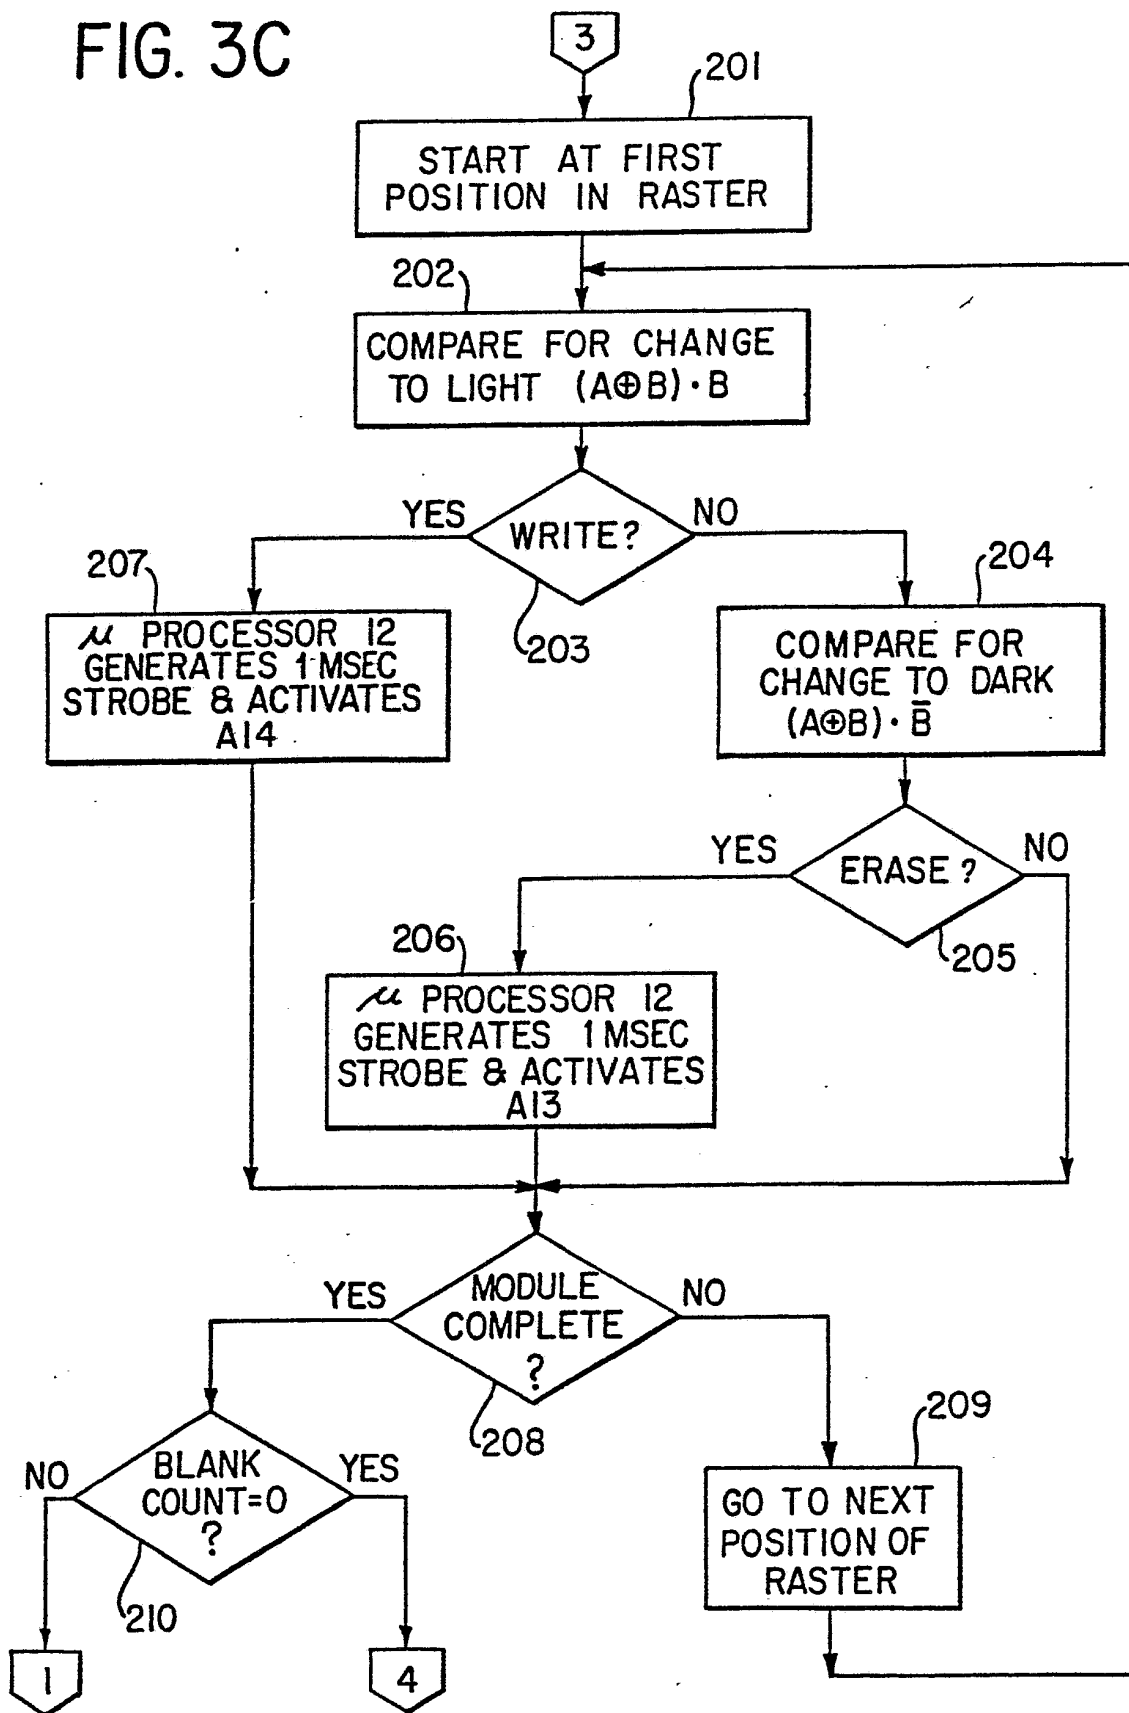 FIG. 3C
3
201
START AT FIRST
POSITION IN RASTER
202
COMPARE FOR CHANGE
TO LIGHT (A⊕B)·B
YES
WRITE?
NO
203
207
μ PROCESSOR 12
GENERATES 1 MSEC
STROBE & ACTIVATES
A14
204
COMPARE FOR
CHANGE TO DARK
(A⊕B)·B̅
YES
ERASE?
NO
205
206
μ PROCESSOR 12
GENERATES 1 MSEC
STROBE & ACTIVATES
A13
YES
MODULE
COMPLETE
?
NO
208
209
GO TO NEXT
POSITION OF
RASTER
NO
BLANK
COUNT=0
?
YES
210
1
4